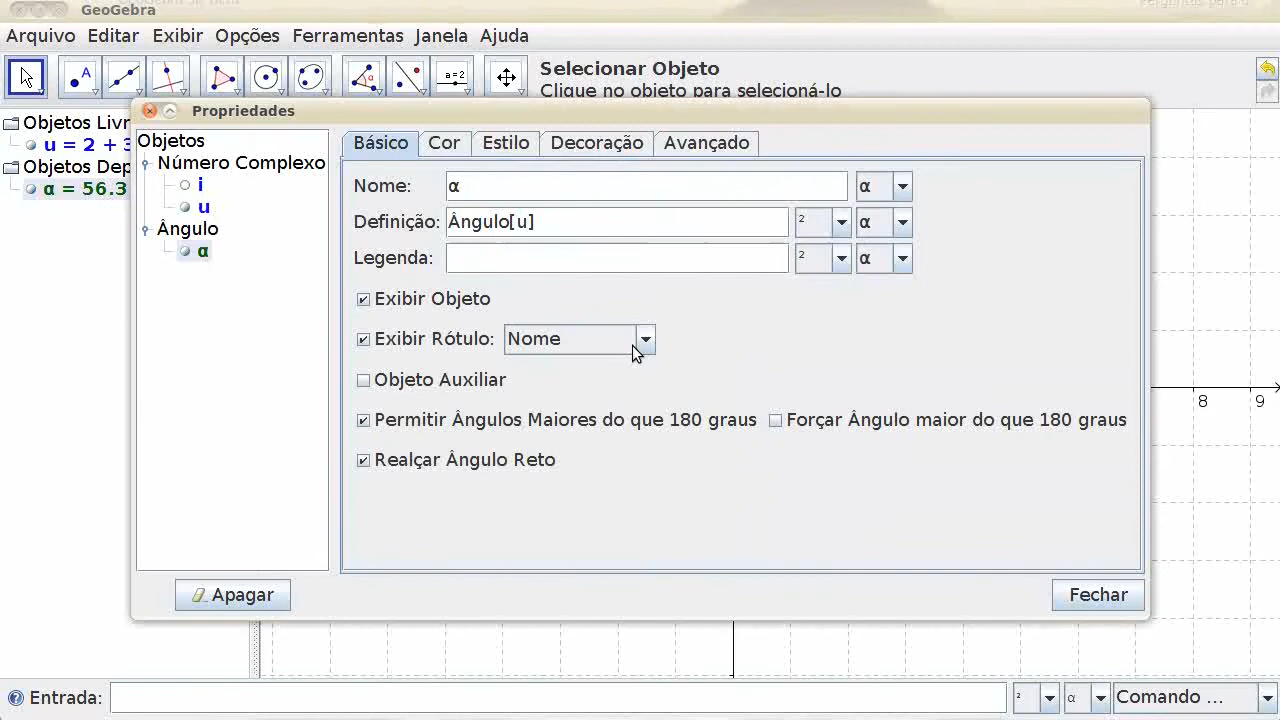 GeoGebra
Arquivo Editar Exibir Opções Ferramentas Janela Ajuda
A
α
a=2
Selecionar Objeto
Clique no objeto para selecioná-lo
Propriedades
Objetos Livr
u = 2 + 3
Objetos Dep
α = 56.3
Objetos
Número Complexo
i
u
Ângulo
α
Básico Cor Estilo Decoração Avançado
Nome: α α
Definição: Ângulo[u] ² α
Legenda: ² α
Exibir Objeto
Exibir Rótulo: Nome
Objeto Auxiliar
Permitir Ângulos Maiores do que 180 graus Forçar Ângulo maior do que 180 graus
Realçar Ângulo Reto
8 9
Apagar Fechar
Entrada: ² α Comando ...